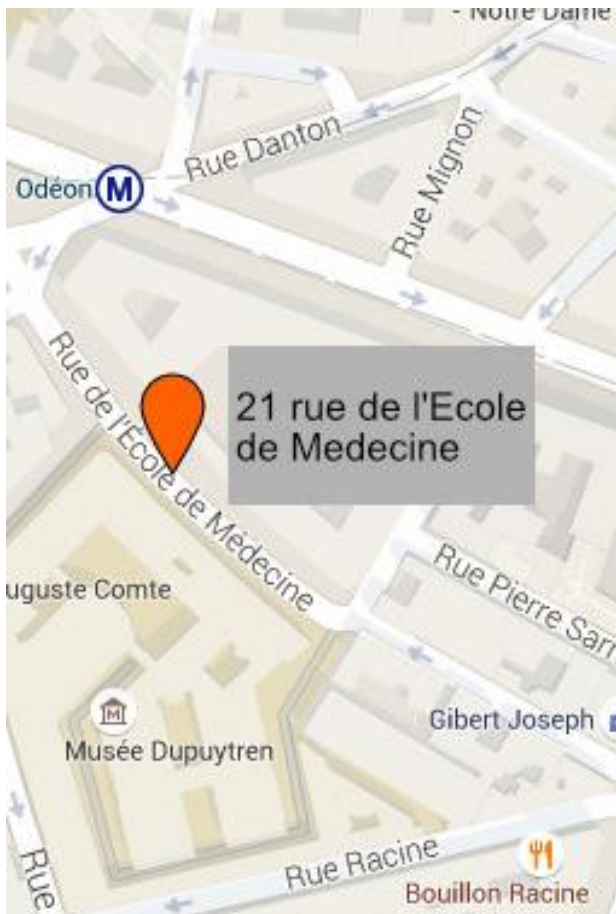 - Notre Dame
Rue Danton
Odéon
M
Rue Mignon
Rue de l'École de Médecine
21 rue de l'Ecole
de Medecine
uguste Comte
Rue Pierre Sarr
Gibert Joseph
M
Musée Dupuytren
Rue Racine
Rue
Bouillon Racine